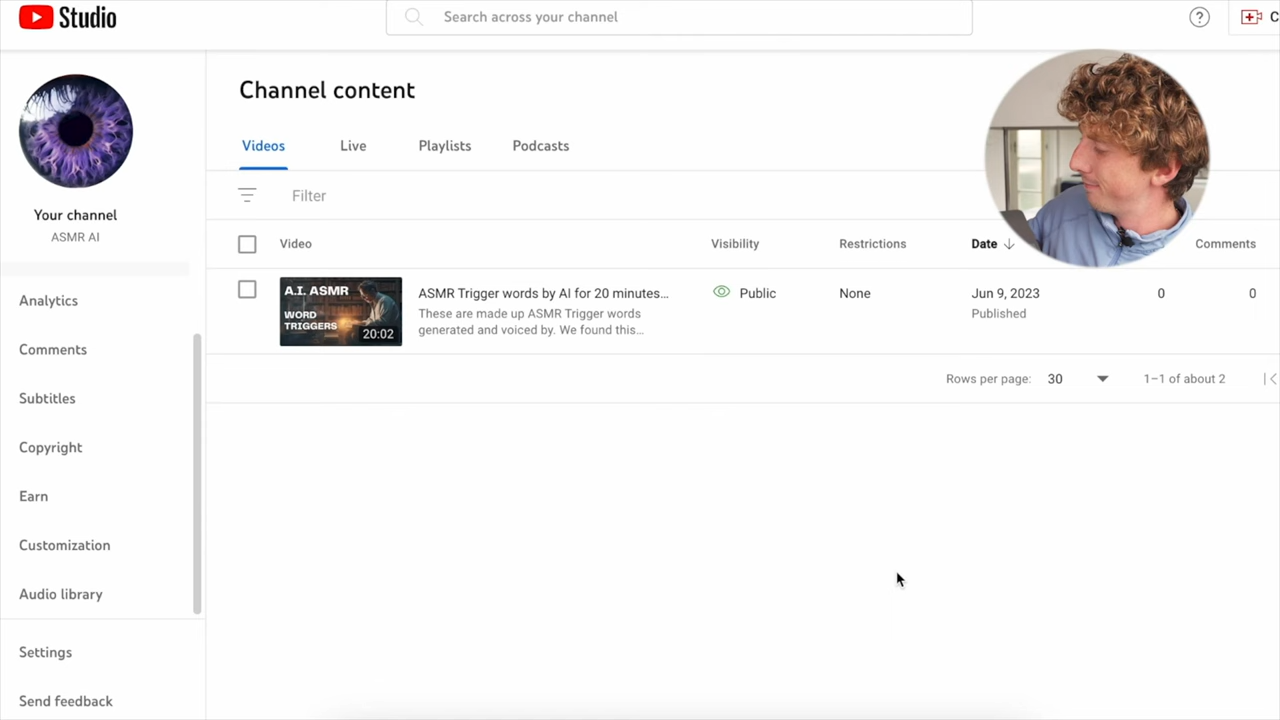 Studio
Search across your channel
?
C
Channel content
Videos
Live
Playlists
Podcasts
Filter
Your channel
ASMR AI
Video
Visibility
Restrictions
Date
Comments
A.I. ASMR
WORD
TRIGGERS
20:02
ASMR Trigger words by AI for 20 minutes...
These are made up ASMR Trigger words
generated and voiced by. We found this...
Public
None
Jun 9, 2023
Published
0
0
Rows per page:
30
1–1 of about 2
Analytics
Comments
Subtitles
Copyright
Earn
Customization
Audio library
Settings
Send feedback